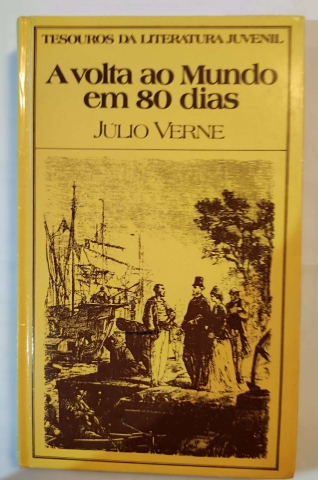 TESOUROS DA LITERATURA JUVENIL
A volta ao Mundo
em 80 dias
JÚLIO VERNE